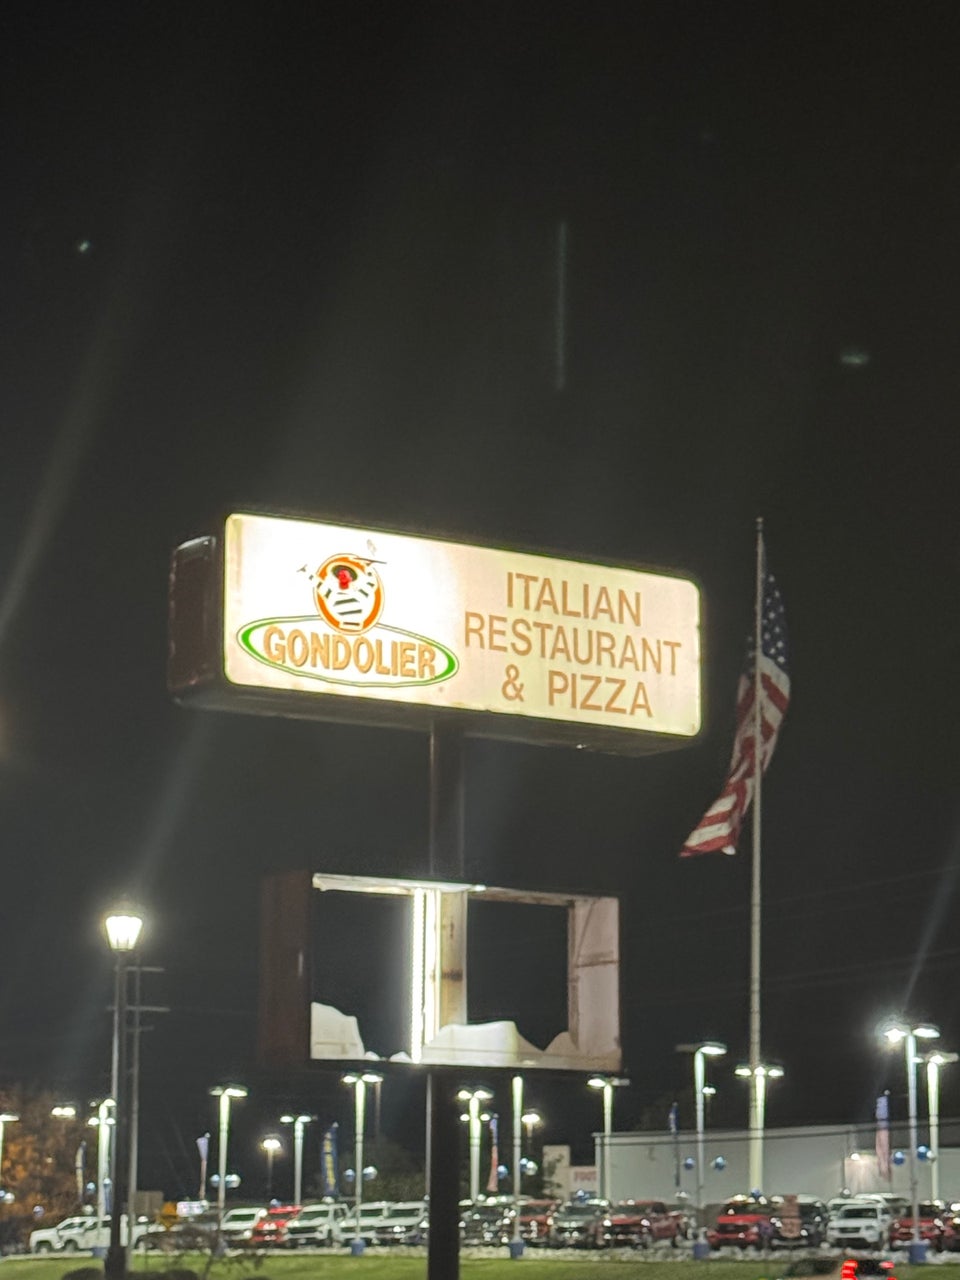 GONDOLIER
ITALIAN
RESTAURANT
& PIZZA